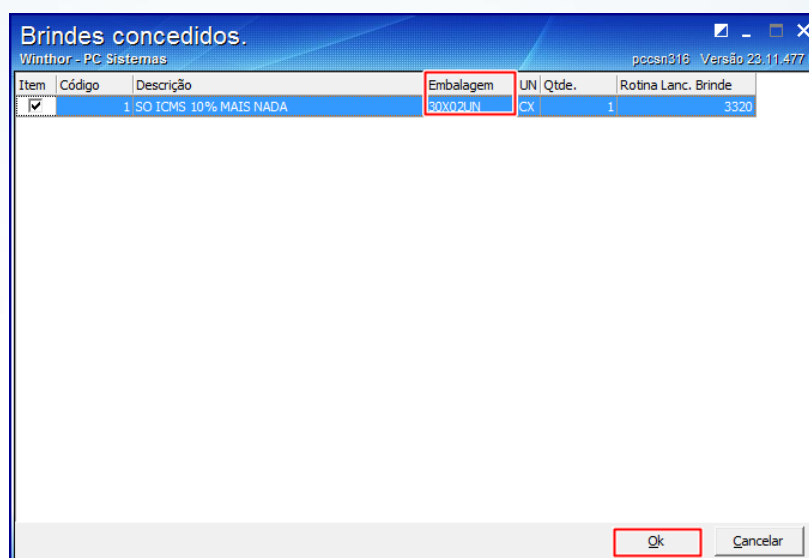 Brindes concedidos.
Winthor - PC Sistemas pccsn316 Versão 23.11.477
Item Código Descrição Embalagem UN Qtde. Rotina Lanc. Brinde
1 SO ICMS 10% MAIS NADA 30X02UN CX 1 3320
Ok Cancelar